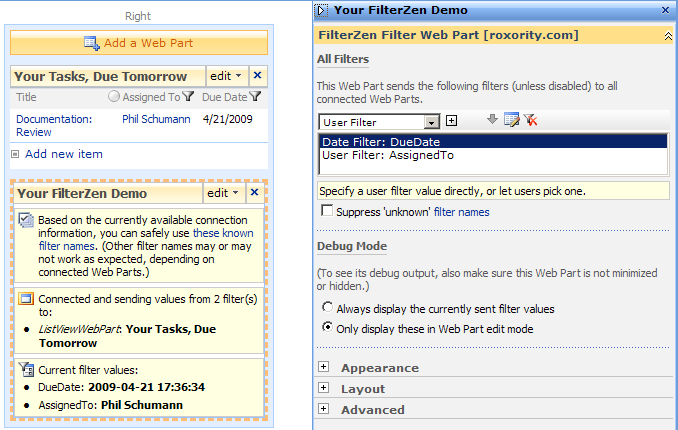 Right
Add a Web Part
Your Tasks, Due Tomorrow edit
Title Assigned To Due Date
Documentation: Review Phil Schumann 4/21/2009
Add new item
Your FilterZen Demo edit
Based on the currently available connection
information, you can safely use these known
filter names. (Other filter names may or may
not work as expected, depending on
connected Web Parts.)
Connected and sending values from 2 filter(s)
to:
• ListViewWebPart: Your Tasks, Due
Tomorrow
Current filter values:
• DueDate: 2009-04-21 17:36:34
• AssignedTo: Phil Schumann
Your FilterZen Demo
FilterZen Filter Web Part [roxority.com]
All Filters
This Web Part sends the following filters (unless disabled) to all
connected Web Parts.
User Filter
Date Filter: DueDate
User Filter: AssignedTo
Specify a user filter value directly, or let users pick one.
Suppress 'unknown' filter names
Debug Mode
(To see its debug output, also make sure this Web Part is not minimized
or hidden.)
Always display the currently sent filter values
Only display these in Web Part edit mode
Appearance
Layout
Advanced